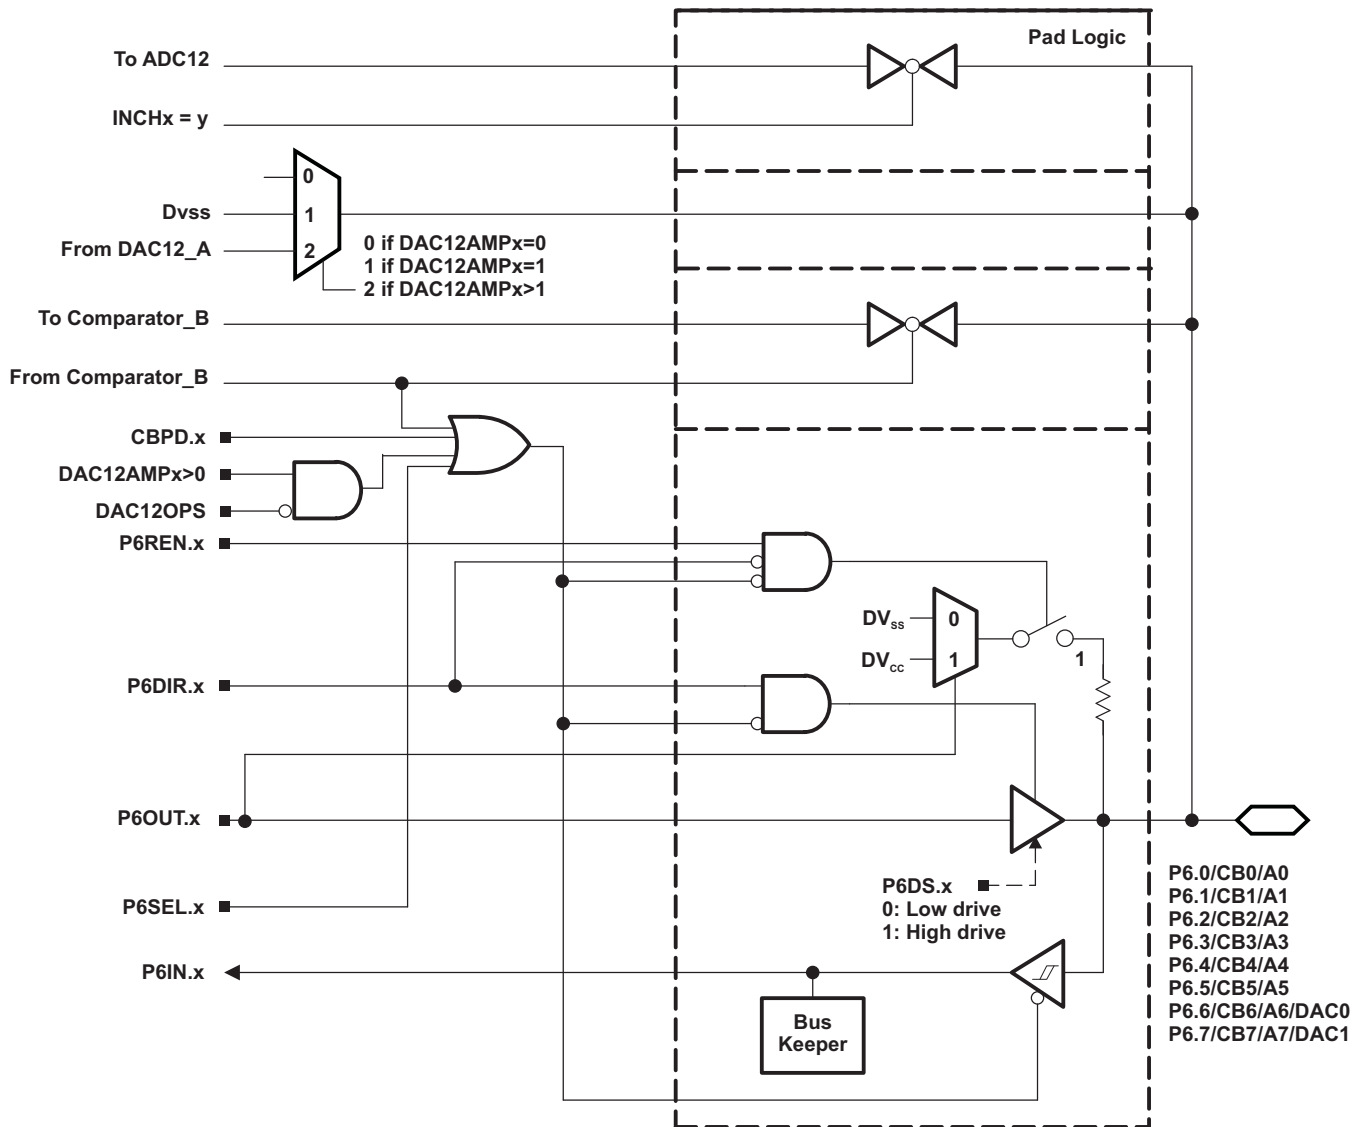 Pad Logic
To ADC12
INCHx = y
0
Dvss
1
From DAC12_A
2
0 if DAC12AMPx=0
1 if DAC12AMPx=1
2 if DAC12AMPx>1
To Comparator_B
From Comparator_B
CBPD.x
DAC12AMPx>0
DAC12OPS
P6REN.x
DVss
0
DVcc
1
1
P6DIR.x
P6OUT.x
P6DS.x
0: Low drive
1: High drive
P6SEL.x
P6IN.x
Bus
Keeper
P6.0/CB0/A0
P6.1/CB1/A1
P6.2/CB2/A2
P6.3/CB3/A3
P6.4/CB4/A4
P6.5/CB5/A5
P6.6/CB6/A6/DAC0
P6.7/CB7/A7/DAC1